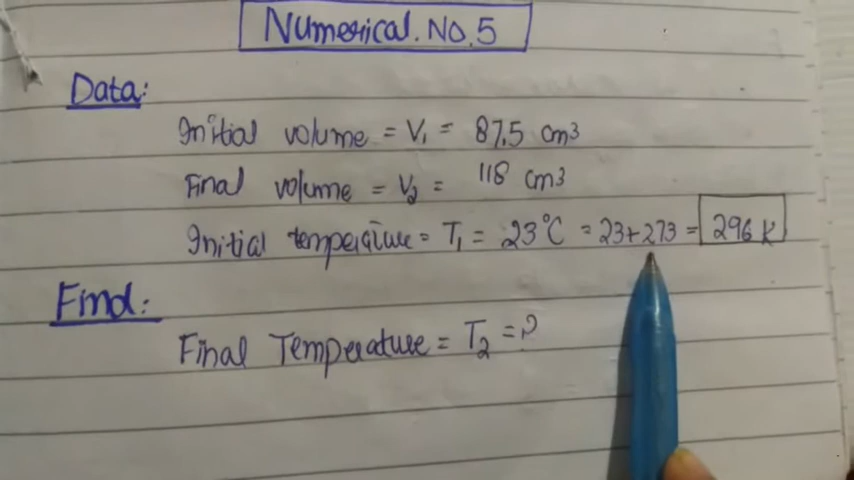 Numerical. No. 5
Data:
Initial volume = V₁ = 87.5 cm³
Final volume = V₂ = 118 cm³
Initial temperature = T₁ = 23°C = 23+273 = 296 K
Find:
Final Temperature = T₂ = ?